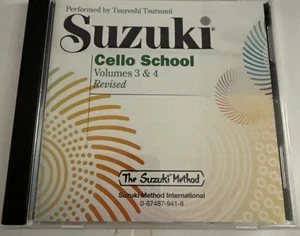 Performed by Tsuyoshi Tsutsumi
Suzuki®
Cello School
Volumes 3 & 4
Revised
The Suzuki Method
Suzuki Method International
0-87487-941-8